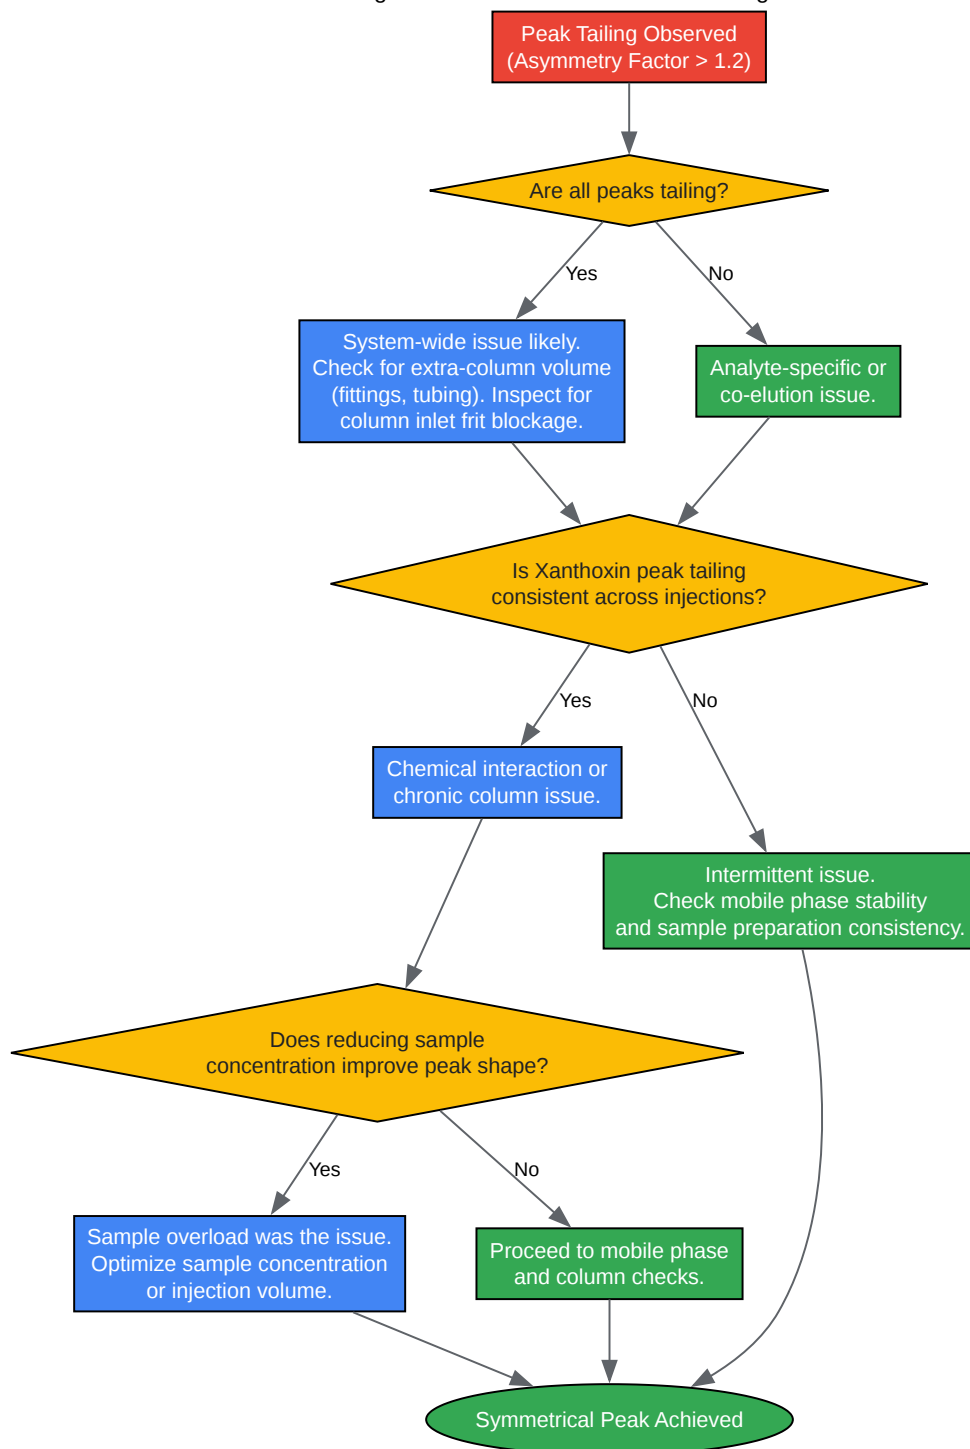 Peak Tailing Observed
(Asymmetry Factor > 1.2)
Are all peaks tailing?
Yes
No
System-wide issue likely.
Check for extra-column volume
(fittings, tubing). Inspect for
column inlet frit blockage.
Analyte-specific or
co-elution issue.
Is Xanthoxin peak tailing
consistent across injections?
Yes
No
Chemical interaction or
chronic column issue.
Intermittent issue.
Check mobile phase stability
and sample preparation consistency.
Does reducing sample
concentration improve peak shape?
Yes
No
Sample overload was the issue.
Optimize sample concentration
or injection volume.
Proceed to mobile phase
and column checks.
Symmetrical Peak Achieved